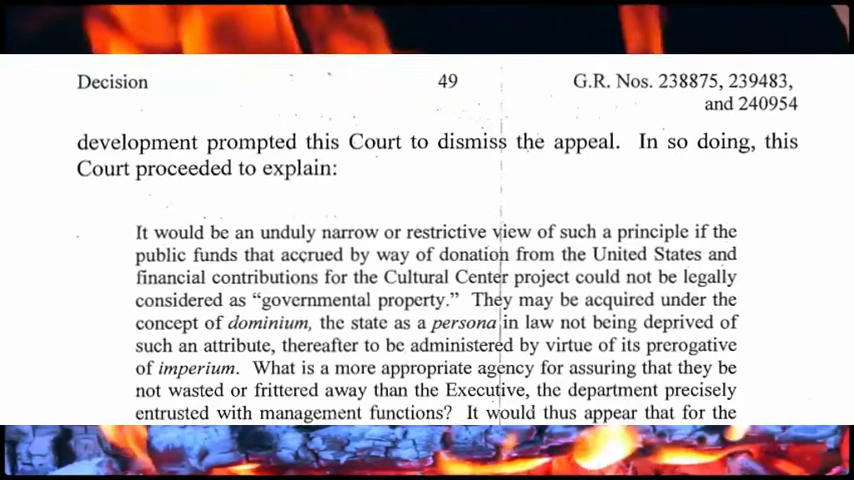 Decision 49 G.R. Nos. 238875, 239483,
and 240954
development prompted this Court to dismiss the appeal. In so doing, this
Court proceeded to explain:
It would be an unduly narrow or restrictive view of such a principle if the
public funds that accrued by way of donation from the United States and
financial contributions for the Cultural Center project could not be legally
considered as “governmental property.” They may be acquired under the
concept of dominium, the state as a persona in law not being deprived of
such an attribute, thereafter to be administered by virtue of its prerogative
of imperium. What is a more appropriate agency for assuring that they be
not wasted or frittered away than the Executive, the department precisely
entrusted with management functions? It would thus appear that for the